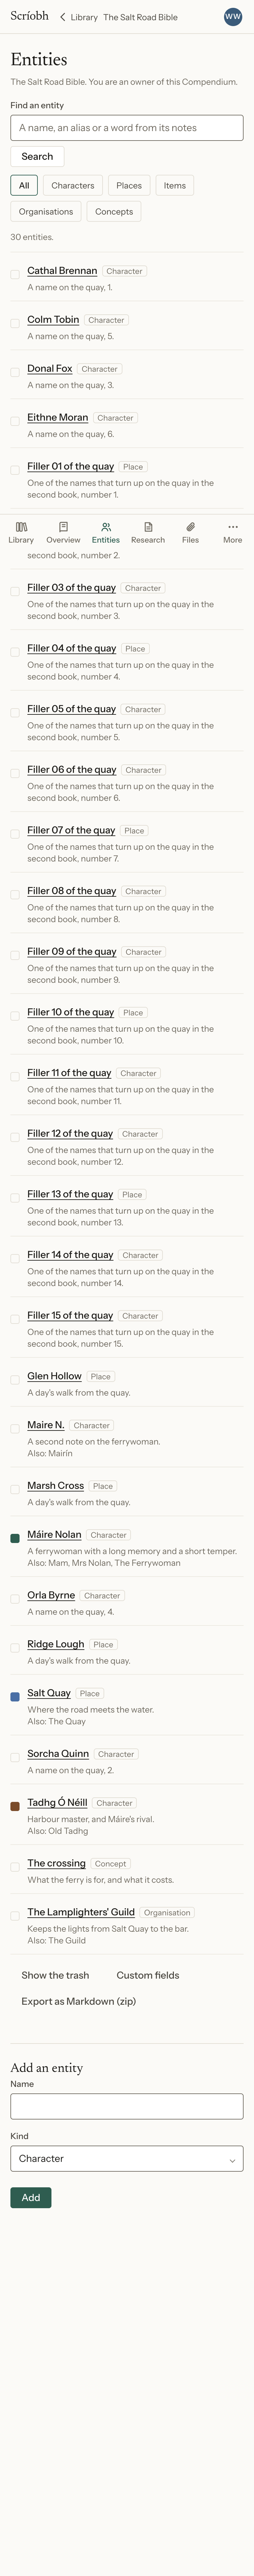 Scríobh
Library The Salt Road Bible
WW
Entities
The Salt Road Bible. You are an owner of this Compendium.
Find an entity
A name, an alias or a word from its notes
Search
All Characters Places Items
Organisations Concepts
30 entities.
Cathal Brennan Character
A name on the quay, 1.
Colm Tobin Character
A name on the quay, 5.
Donal Fox Character
A name on the quay, 3.
Eithne Moran Character
A name on the quay, 6.
Filler 01 of the quay Place
One of the names that turn up on the quay in the
second book, number 1.
Library Overview Entities Research Files More
second book, number 2.
Filler 03 of the quay Character
One of the names that turn up on the quay in the
second book, number 3.
Filler 04 of the quay Place
One of the names that turn up on the quay in the
second book, number 4.
Filler 05 of the quay Character
One of the names that turn up on the quay in the
second book, number 5.
Filler 06 of the quay Character
One of the names that turn up on the quay in the
second book, number 6.
Filler 07 of the quay Place
One of the names that turn up on the quay in the
second book, number 7.
Filler 08 of the quay Character
One of the names that turn up on the quay in the
second book, number 8.
Filler 09 of the quay Character
One of the names that turn up on the quay in the
second book, number 9.
Filler 10 of the quay Place
One of the names that turn up on the quay in the
second book, number 10.
Filler 11 of the quay Character
One of the names that turn up on the quay in the
second book, number 11.
Filler 12 of the quay Character
One of the names that turn up on the quay in the
second book, number 12.
Filler 13 of the quay Place
One of the names that turn up on the quay in the
second book, number 13.
Filler 14 of the quay Character
One of the names that turn up on the quay in the
second book, number 14.
Filler 15 of the quay Character
One of the names that turn up on the quay in the
second book, number 15.
Glen Hollow Place
A day's walk from the quay.
Maire N. Character
A second note on the ferrywoman.
Also: Mairín
Marsh Cross Place
A day's walk from the quay.
Máire Nolan Character
A ferrywoman with a long memory and a short temper.
Also: Mam, Mrs Nolan, The Ferrywoman
Orla Byrne Character
A name on the quay, 4.
Ridge Lough Place
A day's walk from the quay.
Salt Quay Place
Where the road meets the water.
Also: The Quay
Sorcha Quinn Character
A name on the quay, 2.
Tadhg Ó Néill Character
Harbour master, and Máire's rival.
Also: Old Tadhg
The crossing Concept
What the ferry is for, and what it costs.
The Lamplighters' Guild Organisation
Keeps the lights from Salt Quay to the bar.
Also: The Guild
Show the trash Custom fields
Export as Markdown (zip)
Add an entity
Name
Kind
Character
Add